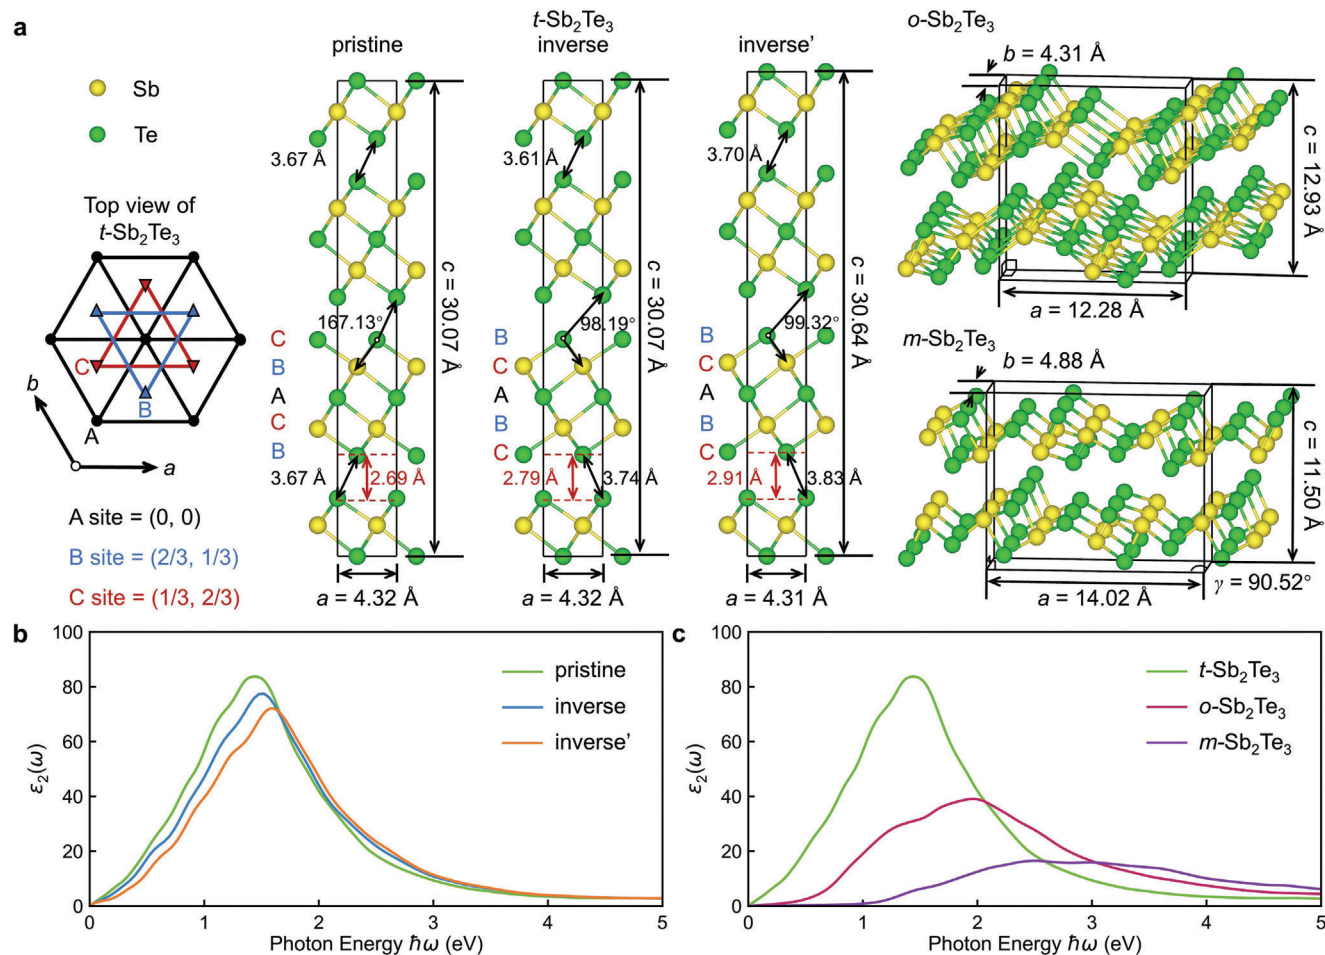 a
Sb
Te
Top view of
t-Sb₂Te₃
b
C
B
A
a
A site = (0, 0)
B site = (2/3, 1/3)
C site = (1/3, 2/3)
pristine
3.67 Å
167.13°
c = 30.07 Å
C
B
A
C
B
3.67 Å
2.69 Å
a = 4.32 Å
t-Sb₂Te₃
inverse
3.61 Å
98.19°
c = 30.07 Å
B
C
A
B
C
2.79 Å
3.74 Å
a = 4.32 Å
inverse’
3.70 Å
99.32°
c = 30.64 Å
B
C
A
B
C
2.91 Å
3.83 Å
a = 4.31 Å
o-Sb₂Te₃
b = 4.31 Å
c = 12.93 Å
a = 12.28 Å
m-Sb₂Te₃
b = 4.88 Å
c = 11.50 Å
a = 14.02 Å
γ = 90.52°
b
100
80
60
40
20
0
ε₂(ω)
0 1 2 3 4 5
Photon Energy ħω (eV)
pristine
inverse
inverse’
c
100
80
60
40
20
0
ε₂(ω)
0 1 2 3 4 5
Photon Energy ħω (eV)
t-Sb₂Te₃
o-Sb₂Te₃
m-Sb₂Te₃